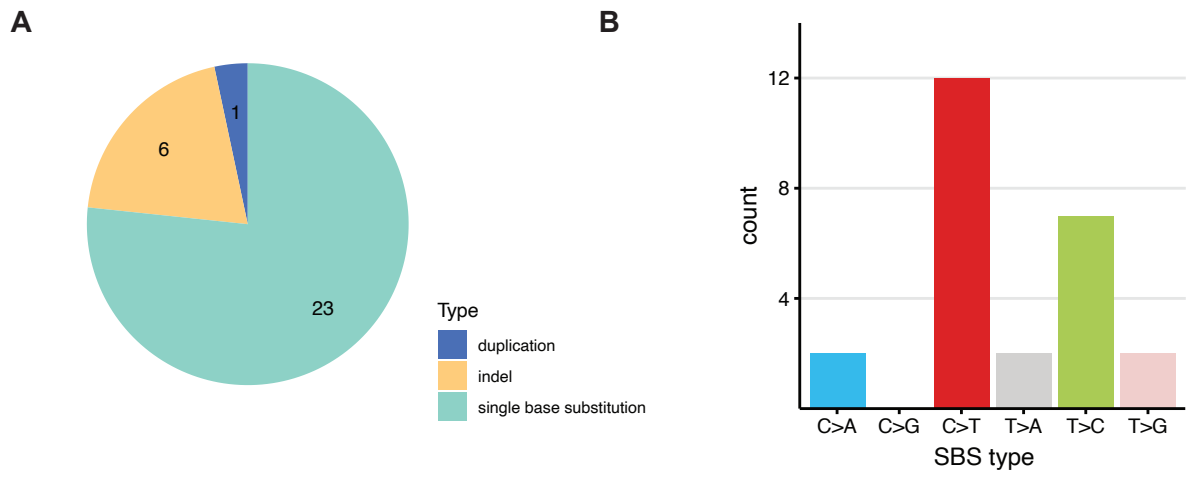 A
1
6
23
Type
duplication
indel
single base substitution
B
12
8
4
count
C>A C>G C>T T>A T>C T>G
SBS type